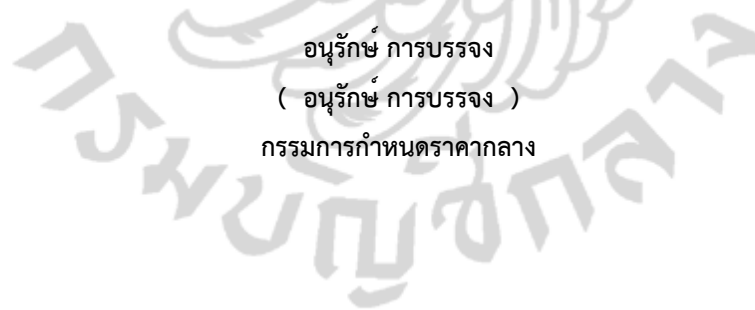 อนุรักษ์ การบรรจง
( อนุรักษ์ การบรรจง )
กรรมการกำหนดราคากลาง
กรมบัญชีกลาง